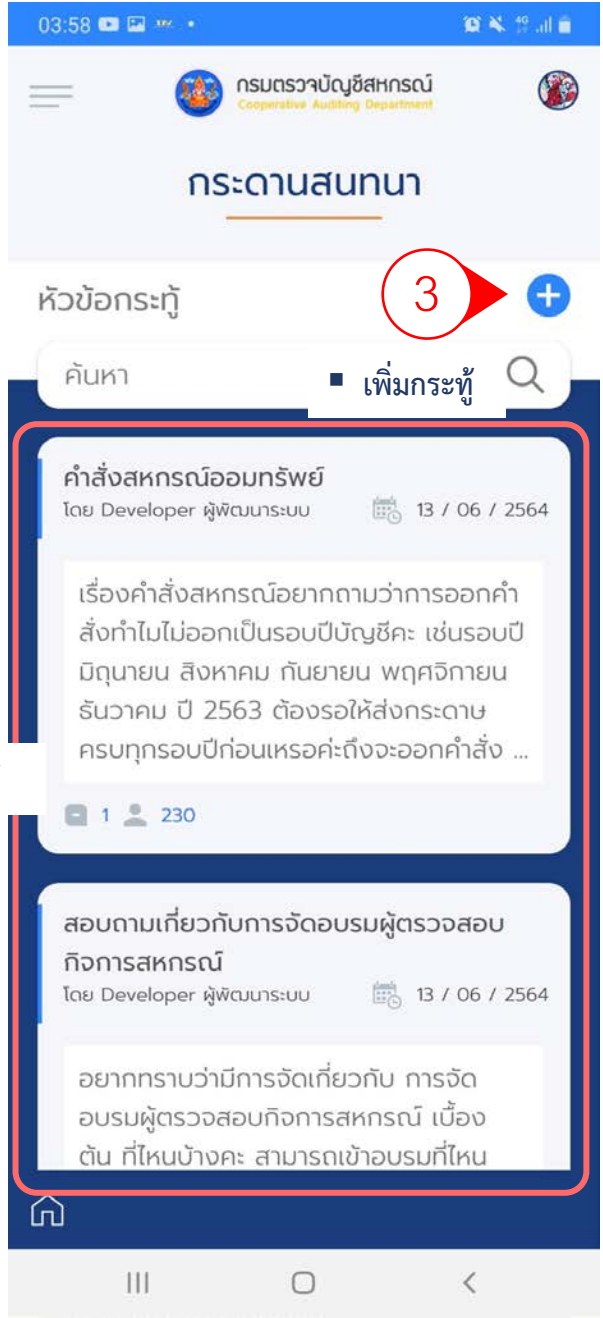 03:58
4G
กรมตรวจบัญชีสหกรณ์
Cooperative Auditing Department
กระดานสนทนา
หัวข้อกระทู้
3
ค้นหา
▪ เพิ่มกระทู้
คำสั่งสหกรณ์ออมทรัพย์
โดย Developer ผู้พัฒนาระบบ 13 / 06 / 2564
เรื่องคำสั่งสหกรณ์อยากถามว่าการออกคำ
สั่งทำไมไม่ออกเป็นรอบปีบัญชีคะ เช่นรอบปี
มิถุนายน สิงหาคม กันยายน พฤศจิกายน
ธันวาคม ปี 2563 ต้องรอให้ส่งกระดาษ
ครบทุกรอบปีก่อนเหรอค่ะถึงจะออกคำสั่ง ...
1 230
สอบถามเกี่ยวกับการจัดอบรมผู้ตรวจสอบ
กิจการสหกรณ์
โดย Developer ผู้พัฒนาระบบ 13 / 06 / 2564
อยากทราบว่ามีการจัดเกี่ยวกับ การจัด
อบรมผู้ตรวจสอบกิจการสหกรณ์ เบื้อง
ต้น ที่ไหนบ้างคะ สามารถเข้าอบรมที่ไหน